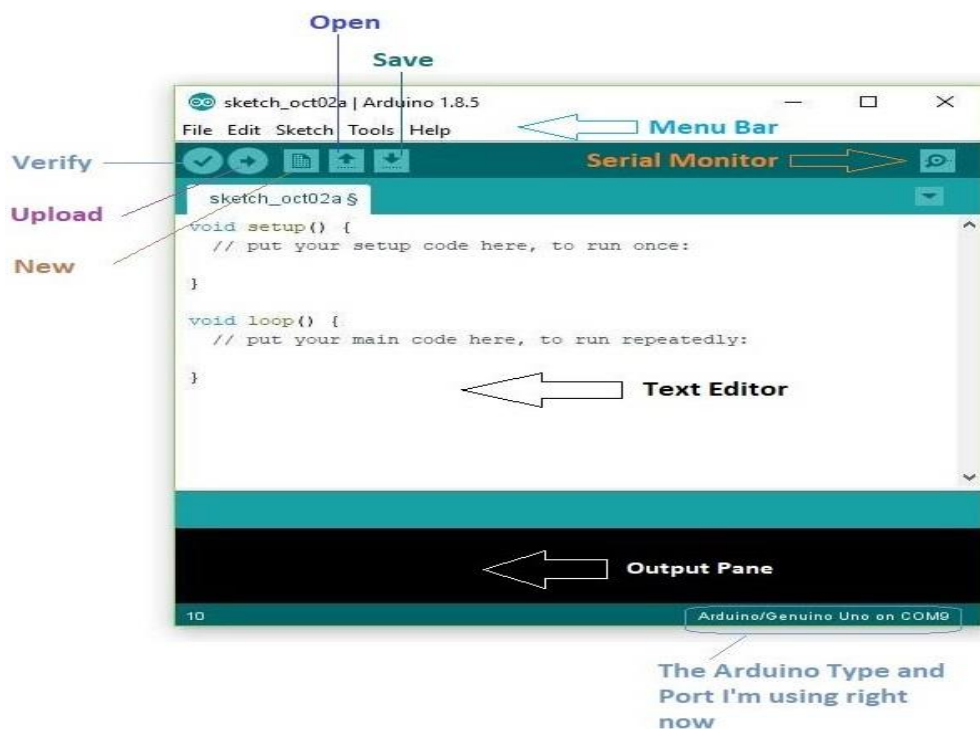 Open
Save
sketch_oct02a | Arduino 1.8.5
File Edit Sketch Tools Help
Menu Bar
Verify
Serial Monitor
Upload
sketch_oct02a §
New
void setup() {
// put your setup code here, to run once:
}
void loop() {
// put your main code here, to run repeatedly:
}
Text Editor
Output Pane
10
Arduino/Genuino Uno on COM9
The Arduino Type and
Port I'm using right
now